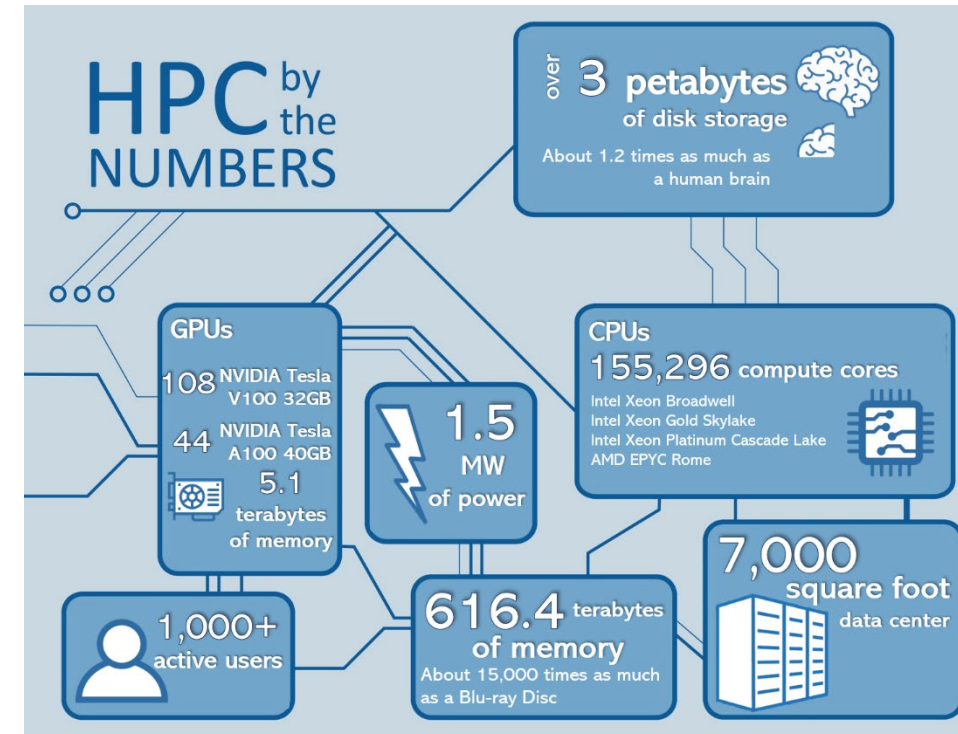 HPC by
the
NUMBERS
over 3 petabytes
of disk storage
About 1.2 times as much as
a human brain
GPUs
108 NVIDIA Tesla
V100 32GB
44 NVIDIA Tesla
A100 40GB
5.1
terabytes
of memory
1.5
MW
of power
CPUs
155,296 compute cores
Intel Xeon Broadwell
Intel Xeon Gold Skylake
Intel Xeon Platinum Cascade Lake
AMD EPYC Rome
1,000+
active users
616.4 terabytes
of memory
About 15,000 times as much
as a Blu-ray Disc
7,000
square foot
data center